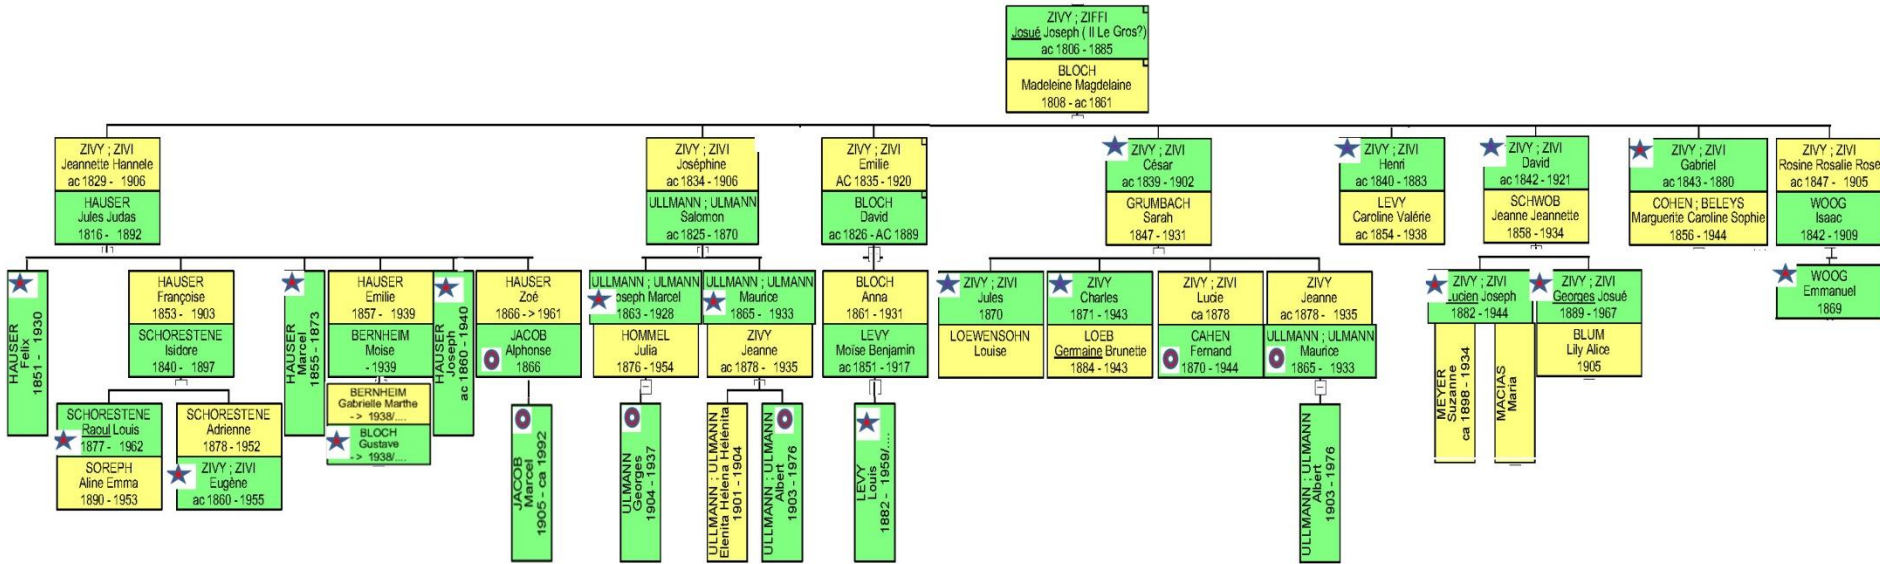 ZIVY ; ZIFFI
Josué Joseph ( II Le Gros?)
ac 1806 - 1885
BLOCH
Madeleine Magdelaine
1808 - ac 1861
ZIVY ; ZIVI
Jeannette Hannele
ac 1829 - 1906
HAUSER
Jules Judas
1816 - 1892
ZIVY ; ZIVI
Joséphine
ac 1834 - 1906
ULLMANN ; ULMANN
Salomon
ac 1825 - 1870
ZIVY ; ZIVI
Emilie
AC 1835 - 1920
BLOCH
David
ac 1826 - AC 1889
ZIVY ; ZIVI
César
ac 1839 - 1902
GRUMBACH
Sarah
1847 - 1931
ZIVY ; ZIVI
Henri
ac 1840 - 1883
LEVY
Caroline Valérie
ac 1854 - 1938
ZIVY ; ZIVI
David
ac 1842 - 1921
SCHWOB
Jeanne Jeannette
1858 - 1934
ZIVY ; ZIVI
Gabriel
ac 1843 - 1880
COHEN ; BELEYS
Marguerite Caroline Sophie
1856 - 1944
ZIVY ; ZIVI
Rosine Rosalie Rose
ac 1847 - 1905
WOOG
Isaac
1842 - 1909
HAUSER
Felix
1851 - 1930
HAUSER
Françoise
1853 - 1903
SCHORESTENE
Isidore
1840 - 1897
HAUSER
Marcel
1855 - 1873
HAUSER
Emilie
1857 - 1939
BERNHEIM
Moise
- 1939
BERNHEIM
Gabrielle Marthe
- > 1938/....
BLOCH
Gustave
- > 1938/....
HAUSER
Joseph
ac 1860 - 1940
HAUSER
Zoé
1866 - > 1961
JACOB
Alphonse
1866
ULLMANN ; ULMANN
Joseph Marcel
1863 - 1928
HOMMEL
Julia
1876 - 1954
ULLMANN ; ULMANN
Maurice
1865 - 1933
ZIVY
Jeanne
ac 1878 - 1935
BLOCH
Anna
1861 - 1931
LEVY
Moïse Benjamin
ac 1851 - 1917
ZIVY ; ZIVI
Jules
1870
LOEWENSOHN
Louise
ZIVY
Charles
1871 - 1943
LOEB
Germaine Brunette
1884 - 1943
ZIVY ; ZIVI
Lucie
ca 1878
CAHEN
Fernand
1870 - 1944
ZIVY
Jeanne
ac 1878 - 1935
ULLMANN ; ULMANN
Maurice
1865 - 1933
ZIVY ; ZIVI
Lucien Joseph
1882 - 1944
ZIVY ; ZIVI
Georges Josué
1889 - 1967
BLUM
Lily Alice
1905
WOOG
Emmanuel
1869
SCHORESTENE
Raoul Louis
1877 - 1962
SOREPH
Aline Emma
1890 - 1953
SCHORESTENE
Adrienne
1878 - 1952
ZIVY ; ZIVI
Eugène
ac 1860 - 1955
JACOB
Marcel
1905 - ca 1992
ULMANN
Georges
1904 - 1937
ULLMANN ; ULMANN
Elenita Hélena Hélénita
1901 - 1904
ULLMANN ; ULMANN
Albert
1903 - 1976
LEVY
Louis
1882 - 1959/....
ULLMANN ; ULMANN
Albert
1903 - 1976
MEYER
Suzanne
ca 1898 - 1934
MACIAS
Maria